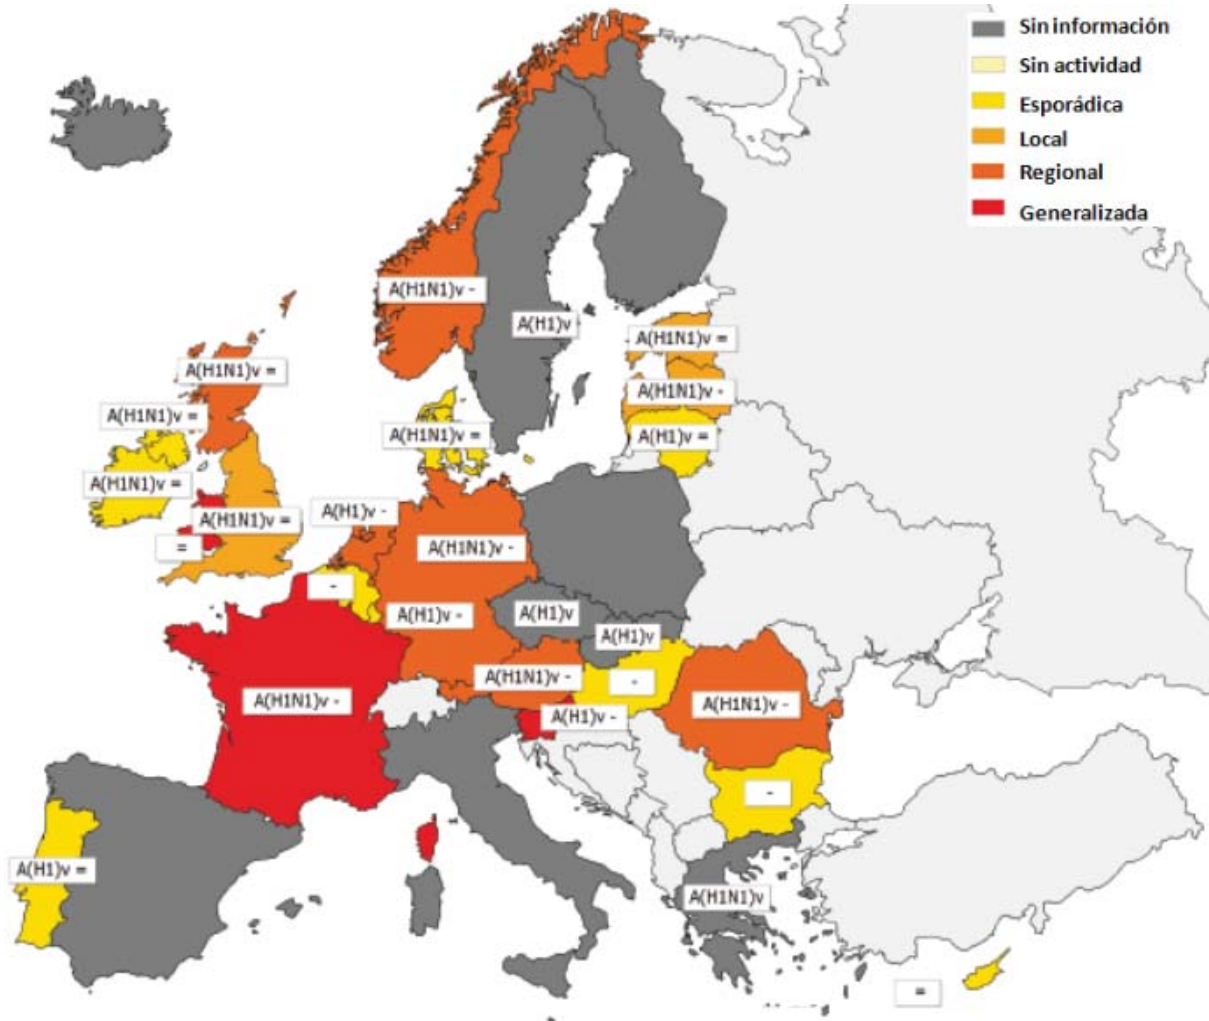 Sin información
Sin actividad
Esporádica
Local
Regional
Generalizada
A(H1N1)v -
A(H1)v -
A(H1N1)v =
A(H1N1)v =
A(H1N1)v -
A(H1N1)v =
A(H1N1)v =
A(H1)v =
A(H1N1)v =
A(H1)v -
A(H1N1)v =
=
A(H1N1)v -
-
A(H1)v -
A(H1)v
A(H1)v
A(H1N1)v -
-
A(H1N1)v -
A(H1)v -
A(H1N1)v -
-
A(H1)v =
A(H1N1)v
=